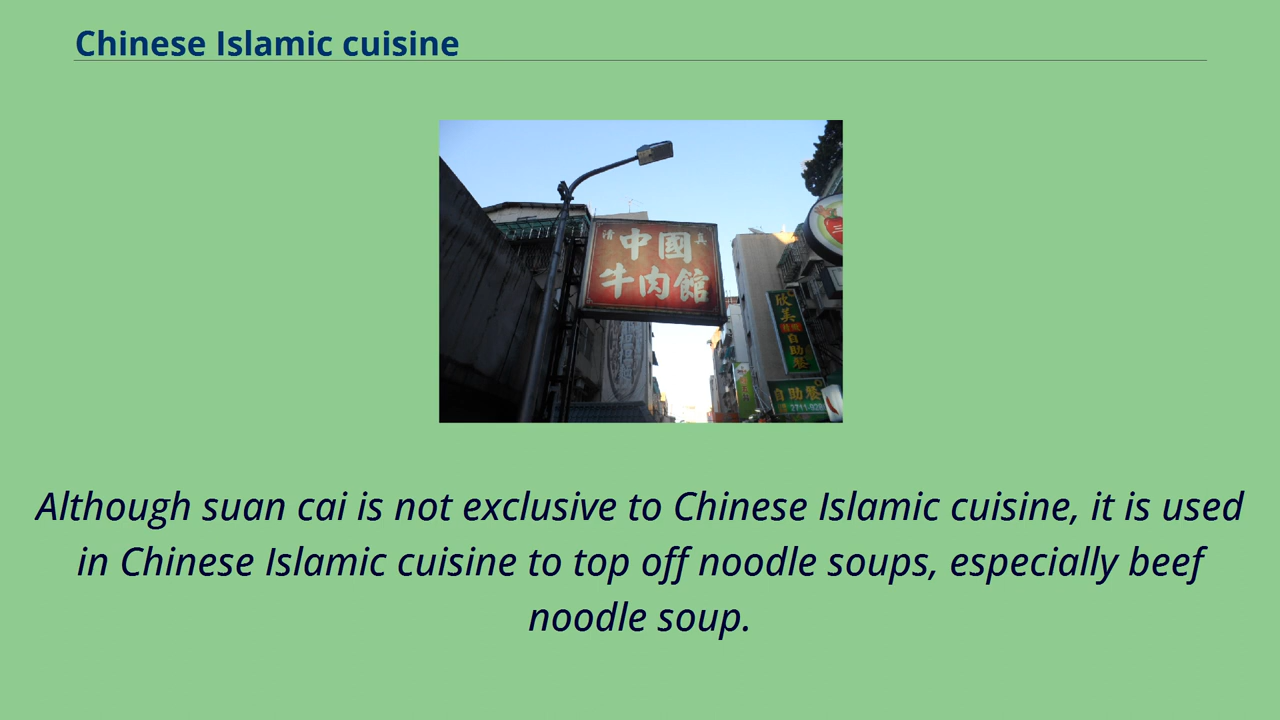 Chinese Islamic cuisine
清 中國 真
牛肉館
欣美
自助餐
自助餐
Although suan cai is not exclusive to Chinese Islamic cuisine, it is used
in Chinese Islamic cuisine to top off noodle soups, especially beef
noodle soup.